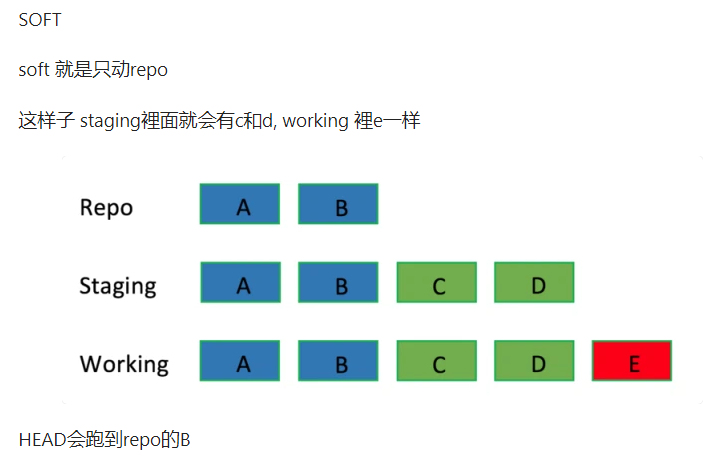 SOFT
soft 就是只动repo
这样子 staging裡面就会有c和d, working 裡e一样
Repo A B
Staging A B C D
Working A B C D E
HEAD会跑到repo的B